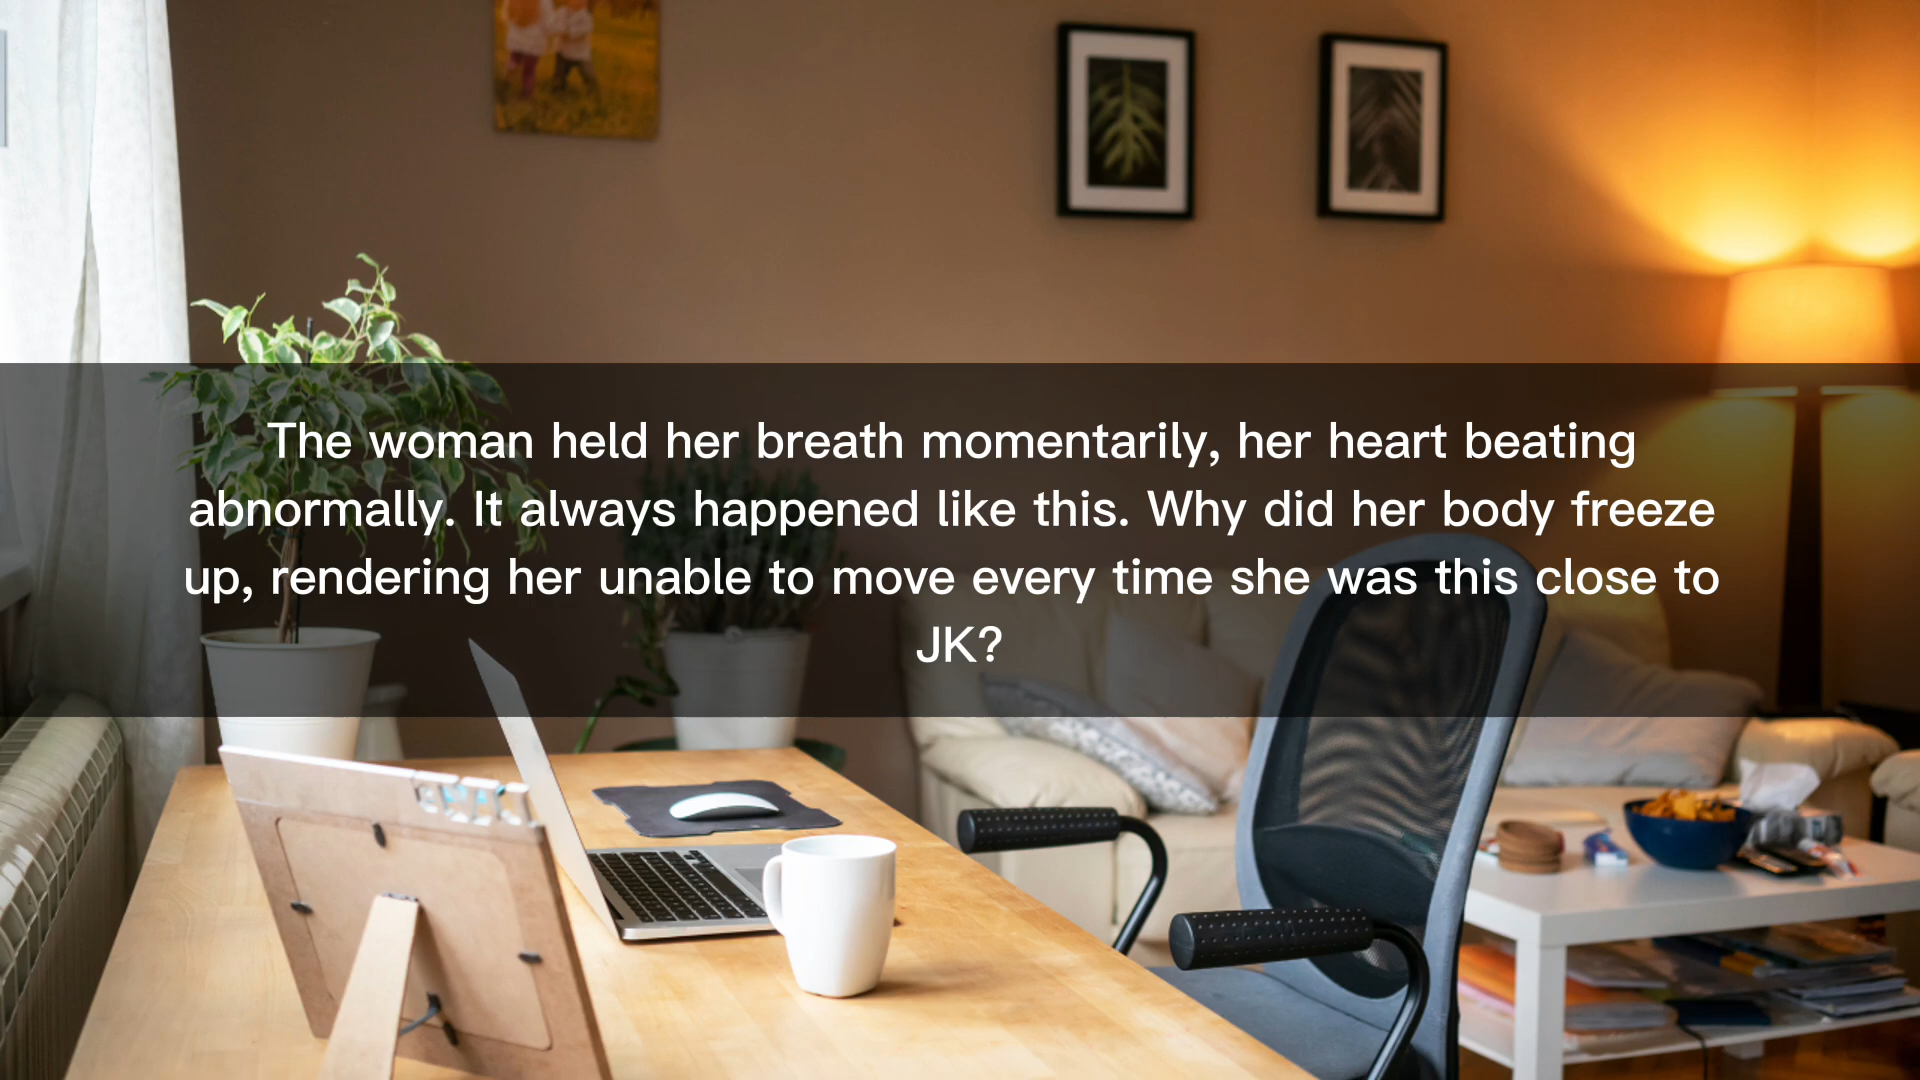 The woman held her breath momentarily, her heart beating
abnormally. It always happened like this. Why did her body freeze
up, rendering her unable to move every time she was this close to
JK?